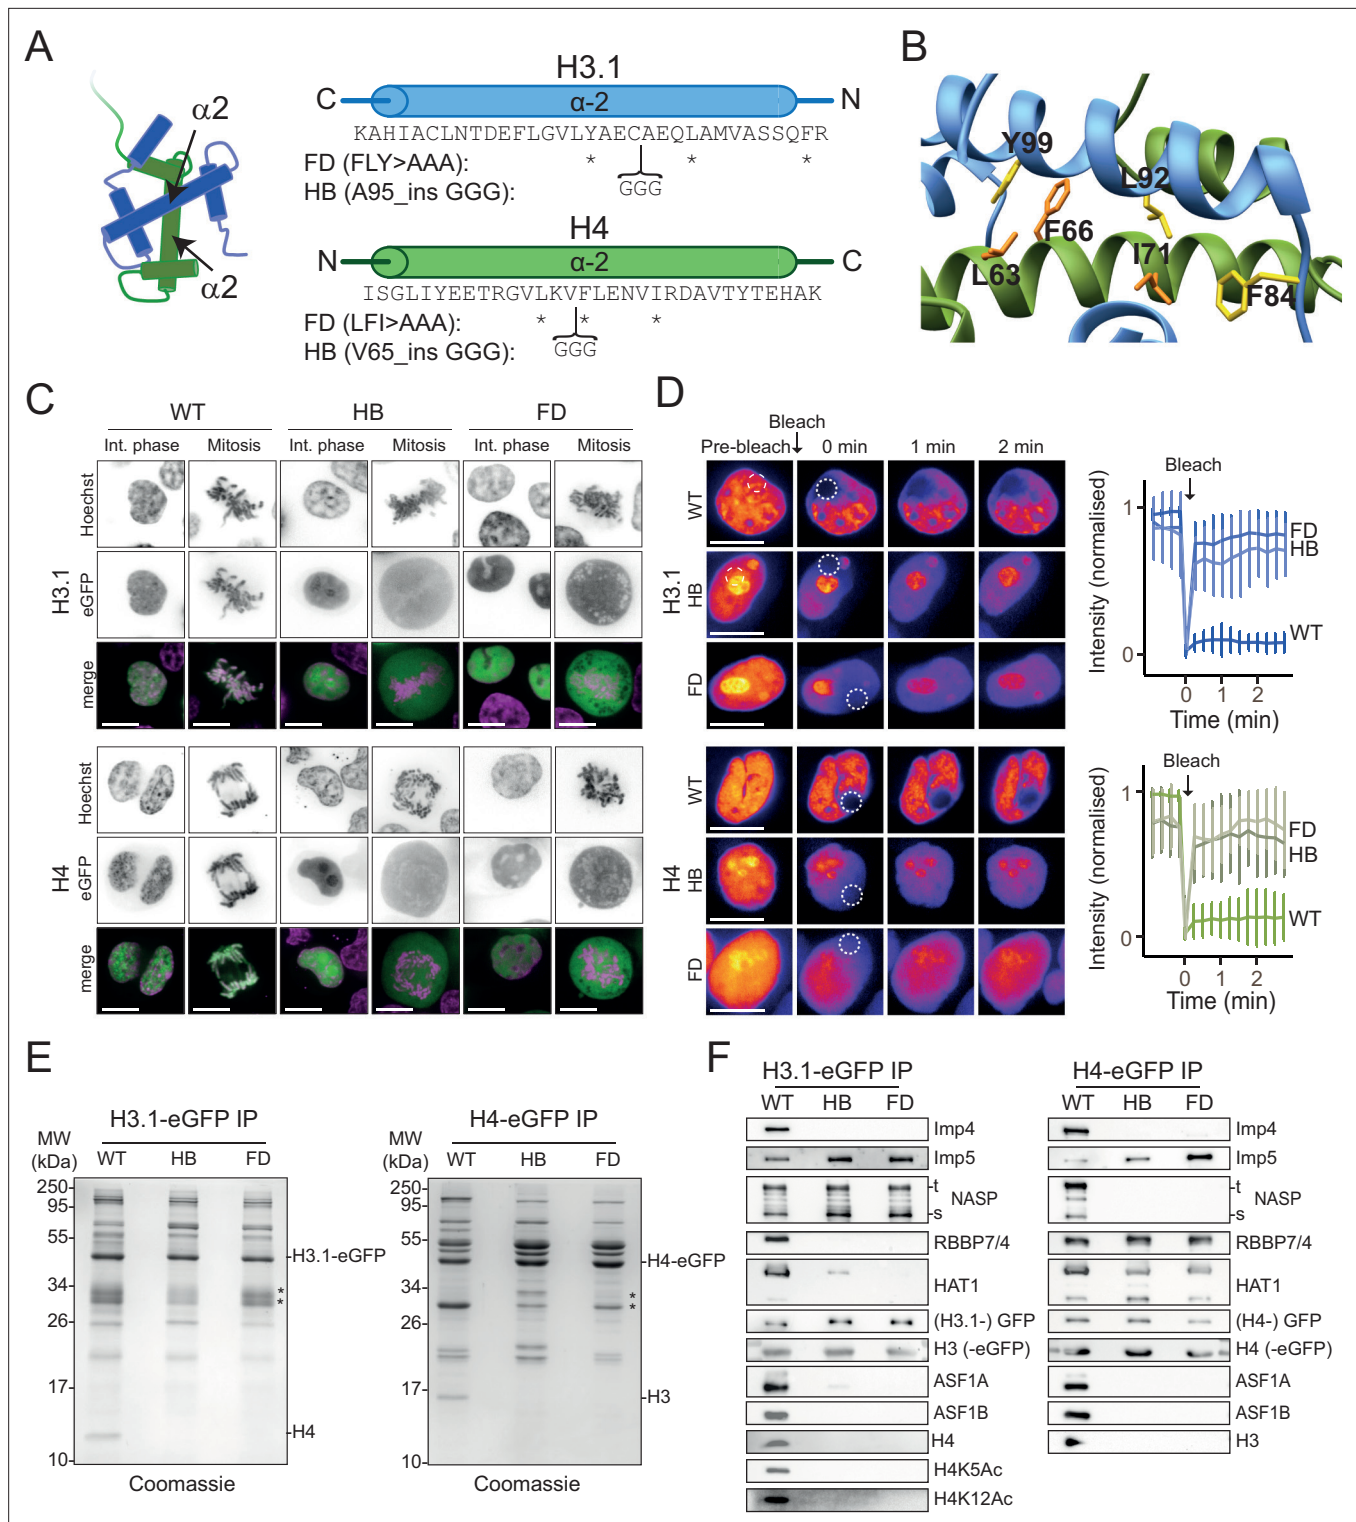 A
α2
α2
H3.1
C
α-2
N
KAHIACLNTDEFLGVLYAECAEQLAMVASSQFR
FD (FLY>AAA):
* * *
HB (A95_ins GGG):
GGG
H4
N
α-2
C
ISGLIYEETRGVLKVFLENVIRDAVTYTEHAK
FD (LFI>AAA):
* * *
HB (V65_ins GGG):
GGG
B
Y99
L92
F66
I71
L63
F84
C
WT
HB
FD
Int. phase
Mitosis
Int. phase
Mitosis
Int. phase
Mitosis
H3.1
Hoechst
eGFP
merge
H4
Hoechst
eGFP
merge
D
Bleach
Pre-bleach
0 min
1 min
2 min
H3.1
WT
HB
FD
H4
WT
HB
FD
Bleach
Intensity (normalised)
1
0
FD
HB
WT
0 1 2
Time (min)
Bleach
Intensity (normalised)
1
0
FD
HB
WT
0 1 2
Time (min)
E
H3.1-eGFP IP
MW
(kDa)
WT
HB
FD
250-
95-
55-
34-
26-
17-
10-
H3.1-eGFP
*
*
H4
Coomassie
H4-eGFP IP
MW
(kDa)
WT
HB
FD
250-
95-
55-
34-
26-
17-
10-
H4-eGFP
*
*
H3
Coomassie
F
H3.1-eGFP IP
WT
HB
FD
Imp4
Imp5
-t
NASP
-s
RBBP7/4
HAT1
(H3.1-) GFP
H3 (-eGFP)
ASF1A
ASF1B
H4
H4K5Ac
H4K12Ac
H4-eGFP IP
WT
HB
FD
Imp4
Imp5
-t
NASP
-s
RBBP7/4
HAT1
(H4-) GFP
H4 (-eGFP)
ASF1A
ASF1B
H3